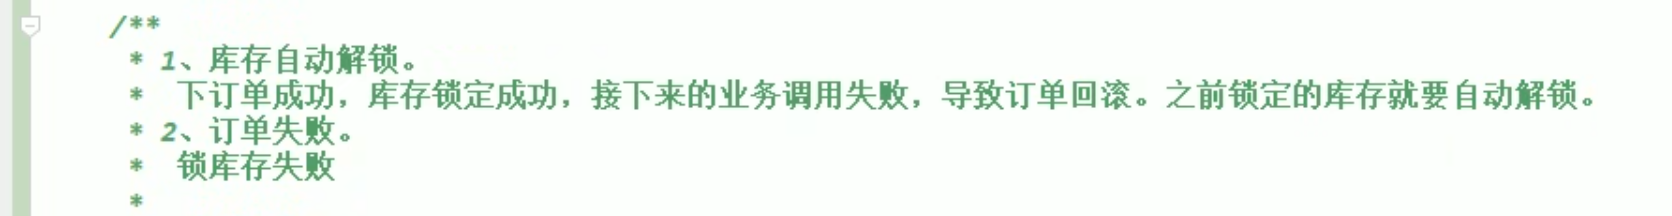 /**
* 1、库存自动解锁。
* 下订单成功，库存锁定成功，接下来的业务调用失败，导致订单回滚。之前锁定的库存就要自动解锁。
* 2、订单失败。
* 锁库存失败
*